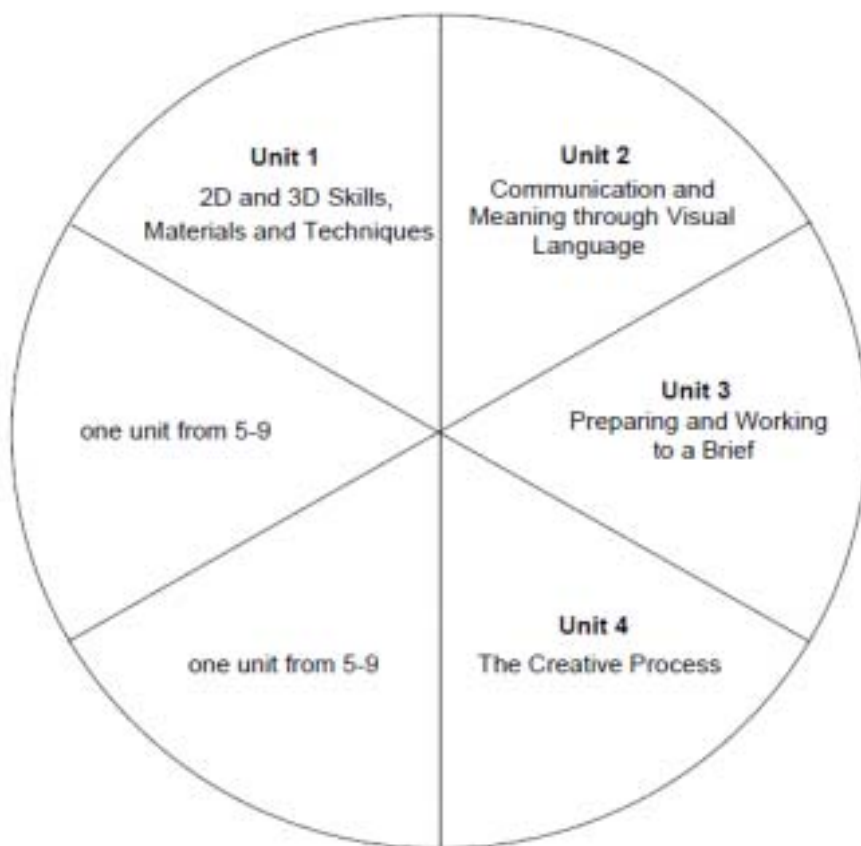 Unit 1
2D and 3D Skills,
Materials and Techniques
Unit 2
Communication and
Meaning through Visual
Language
Unit 3
Preparing and Working
to a Brief
Unit 4
The Creative Process
one unit from 5-9
one unit from 5-9